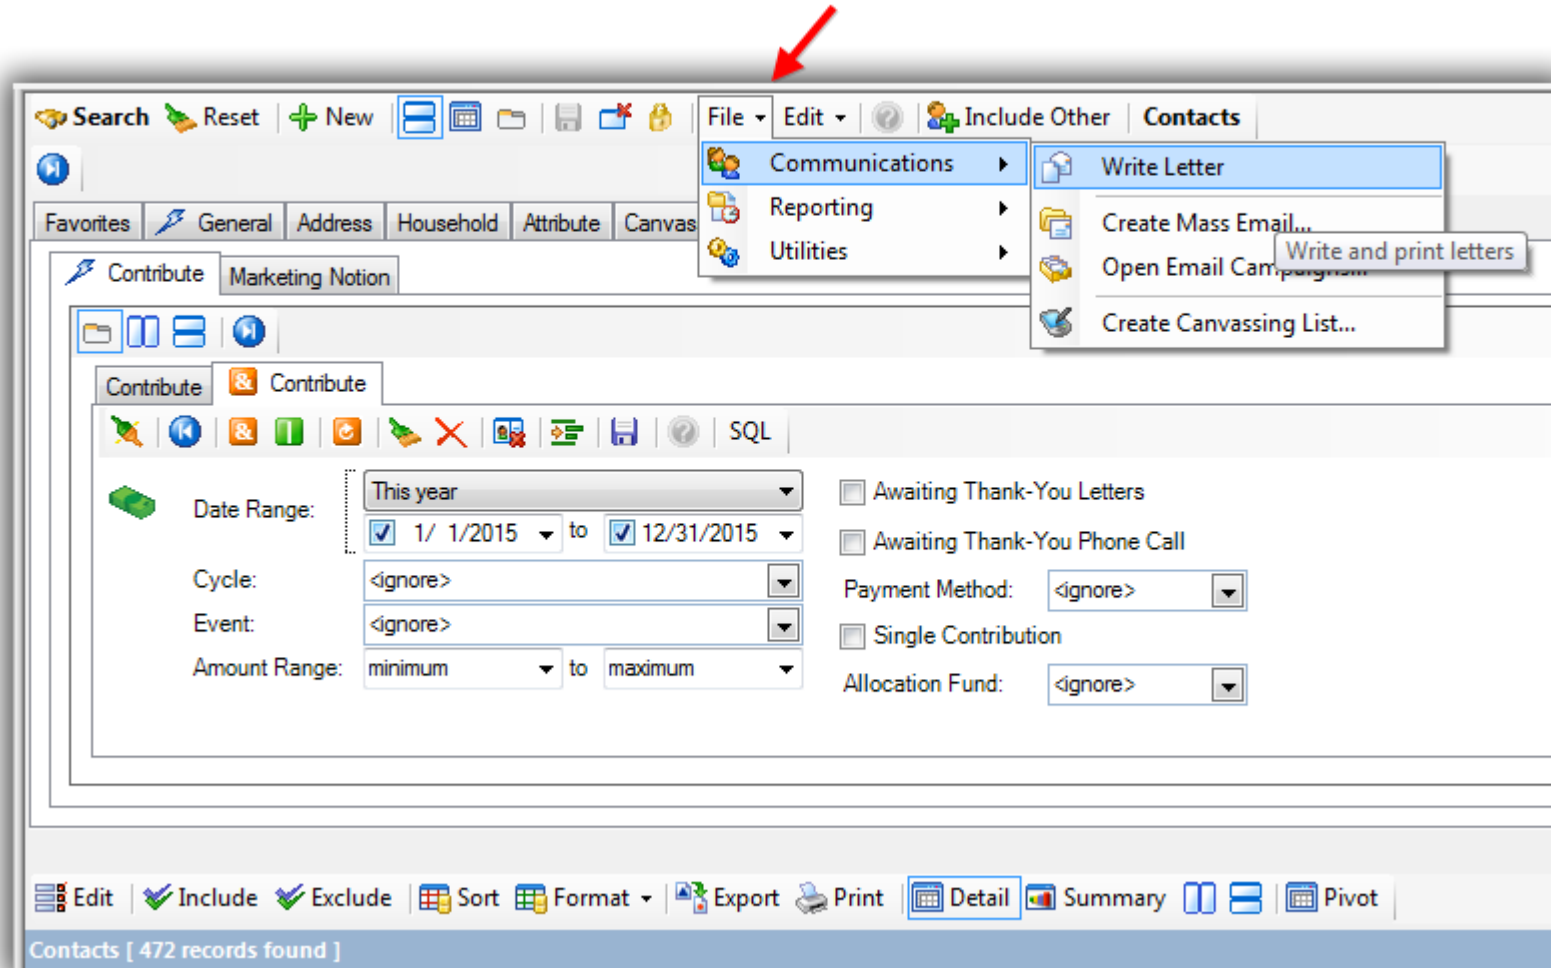 Search Reset New File Edit Include Other Contacts
Communications Write Letter
Reporting
Utilities
Create Mass Email...
Write and print letters
Open Email Campaigns...
Create Canvassing List...
Favorites General Address Household Attribute Canvas
Contribute Marketing Notion
Contribute & Contribute
& SQL
Date Range: This year Awaiting Thank-You Letters
1/ 1/2015 to 12/31/2015 Awaiting Thank-You Phone Call
Cycle: <ignore> Payment Method: <ignore>
Event: <ignore> Single Contribution
Amount Range: minimum to maximum Allocation Fund: <ignore>
Edit Include Exclude Sort Format Export Print Detail Summary Pivot
Contacts [ 472 records found ]